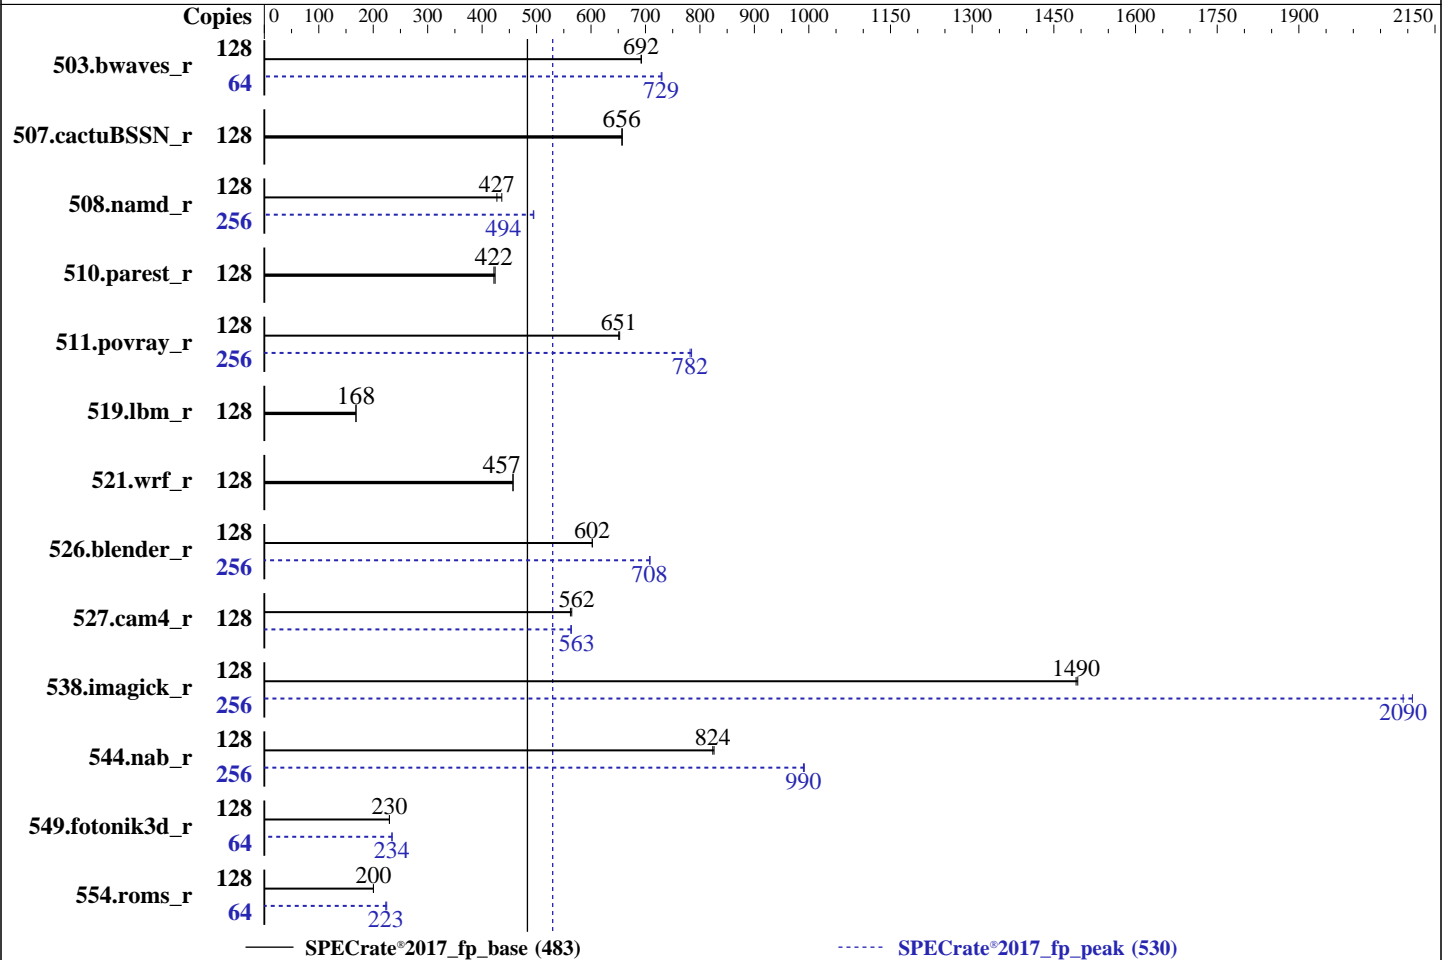 Copies 0 100 200 300 400 500 600 700 800 900 1000 1150 1300 1450 1600 1750 1900 2150
503.bwaves_r 128 692
64 729
507.cactuBSSN_r 128 656
508.namd_r 128 427
256 494
510.parest_r 128 422
511.povray_r 128 651
256 782
519.lbm_r 128 168
521.wrf_r 128 457
526.blender_r 128 602
256 708
527.cam4_r 128 562
563
538.imagick_r 128 1490
256 2090
544.nab_r 128 824
256 990
549.fotonik3d_r 128 230
64 234
554.roms_r 128 200
64 223
SPECrate®2017_fp_base (483) SPECrate®2017_fp_peak (530)